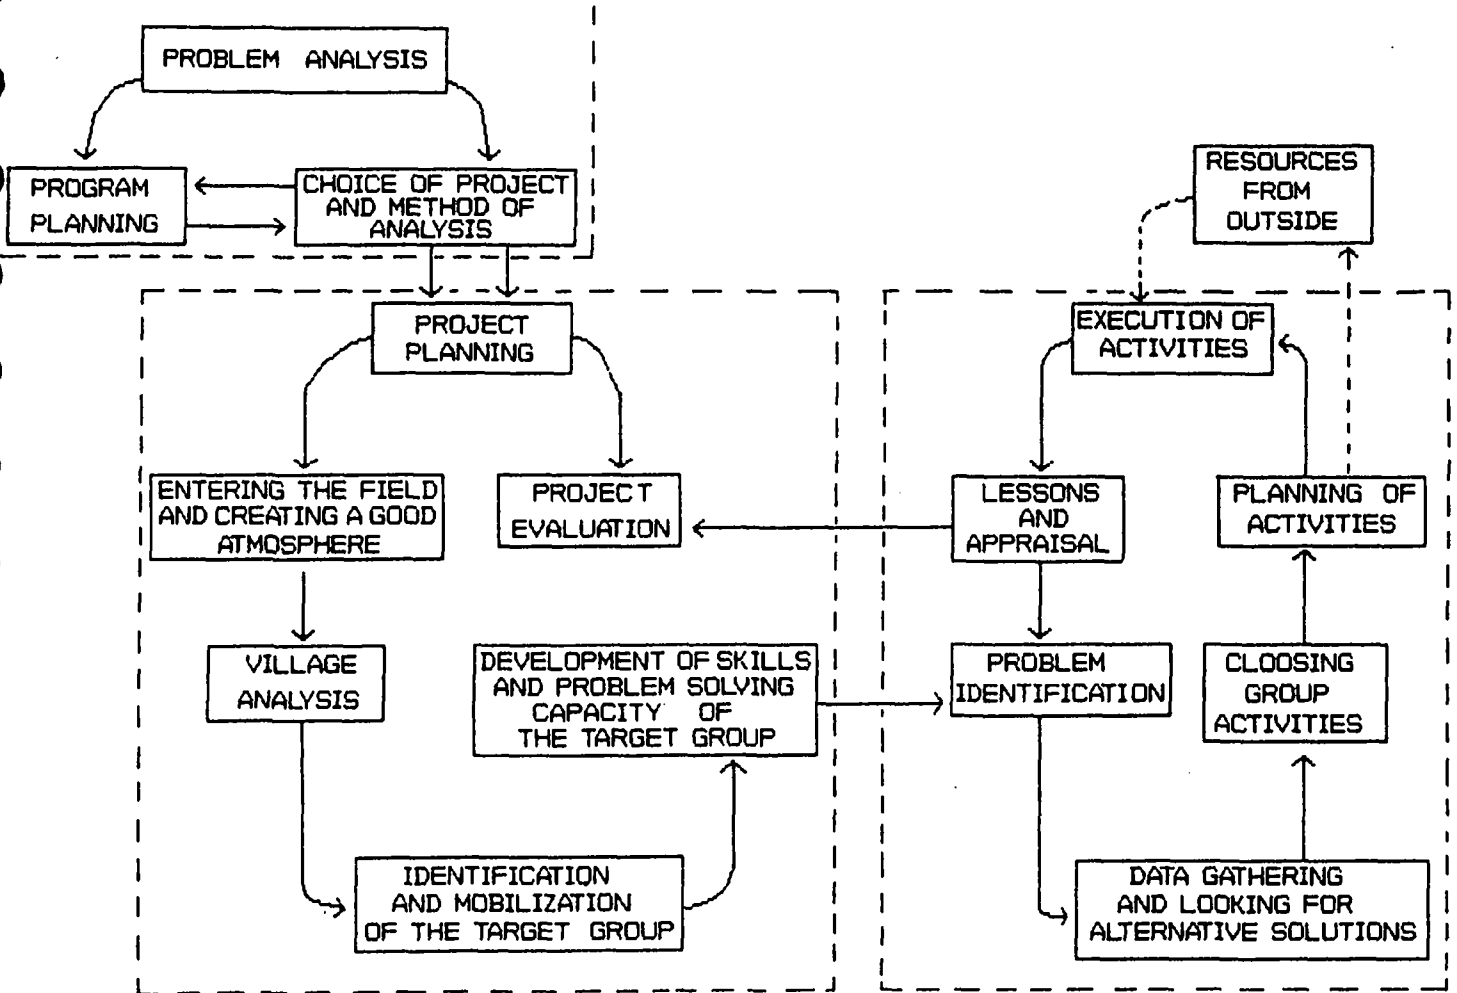 PROBLEM ANALYSIS
PROGRAM
PLANNING
CHOICE OF PROJECT
AND METHOD OF
ANALYSIS
RESOURCES
FROM
OUTSIDE
PROJECT
PLANNING
EXECUTION OF
ACTIVITIES
ENTERING THE FIELD
AND CREATING A GOOD
ATMOSPHERE
PROJECT
EVALUATION
LESSONS
AND
APPRAISAL
PLANNING OF
ACTIVITIES
VILLAGE
ANALYSIS
DEVELOPMENT OF SKILLS
AND PROBLEM SOLVING
CAPACITY OF
THE TARGET GROUP
PROBLEM
IDENTIFICATION
CLOOSING
GROUP
ACTIVITIES
IDENTIFICATION
AND MOBILIZATION
OF THE TARGET GROUP
DATA GATHERING
AND LOOKING FOR
ALTERNATIVE SOLUTIONS